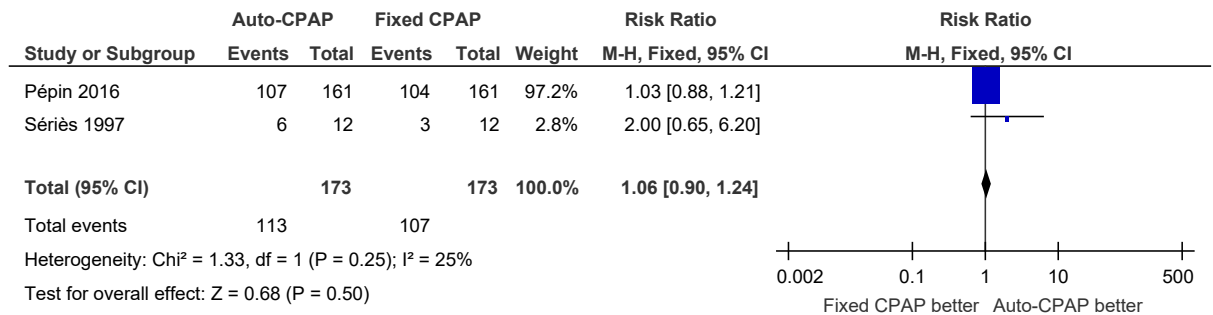 Auto-CPAP Fixed CPAP Risk Ratio Risk Ratio
Study or Subgroup Events Total Events Total Weight M-H, Fixed, 95% CI M-H, Fixed, 95% CI
Pépin 2016 107 161 104 161 97.2% 1.03 [0.88, 1.21]
Sériès 1997 6 12 3 12 2.8% 2.00 [0.65, 6.20]
Total (95% CI) 173 173 100.0% 1.06 [0.90, 1.24]
Total events 113 107
Heterogeneity: Chi² = 1.33, df = 1 (P = 0.25); I² = 25%
Test for overall effect: Z = 0.68 (P = 0.50)
0.002 0.1 1 10 500
Fixed CPAP better Auto-CPAP better